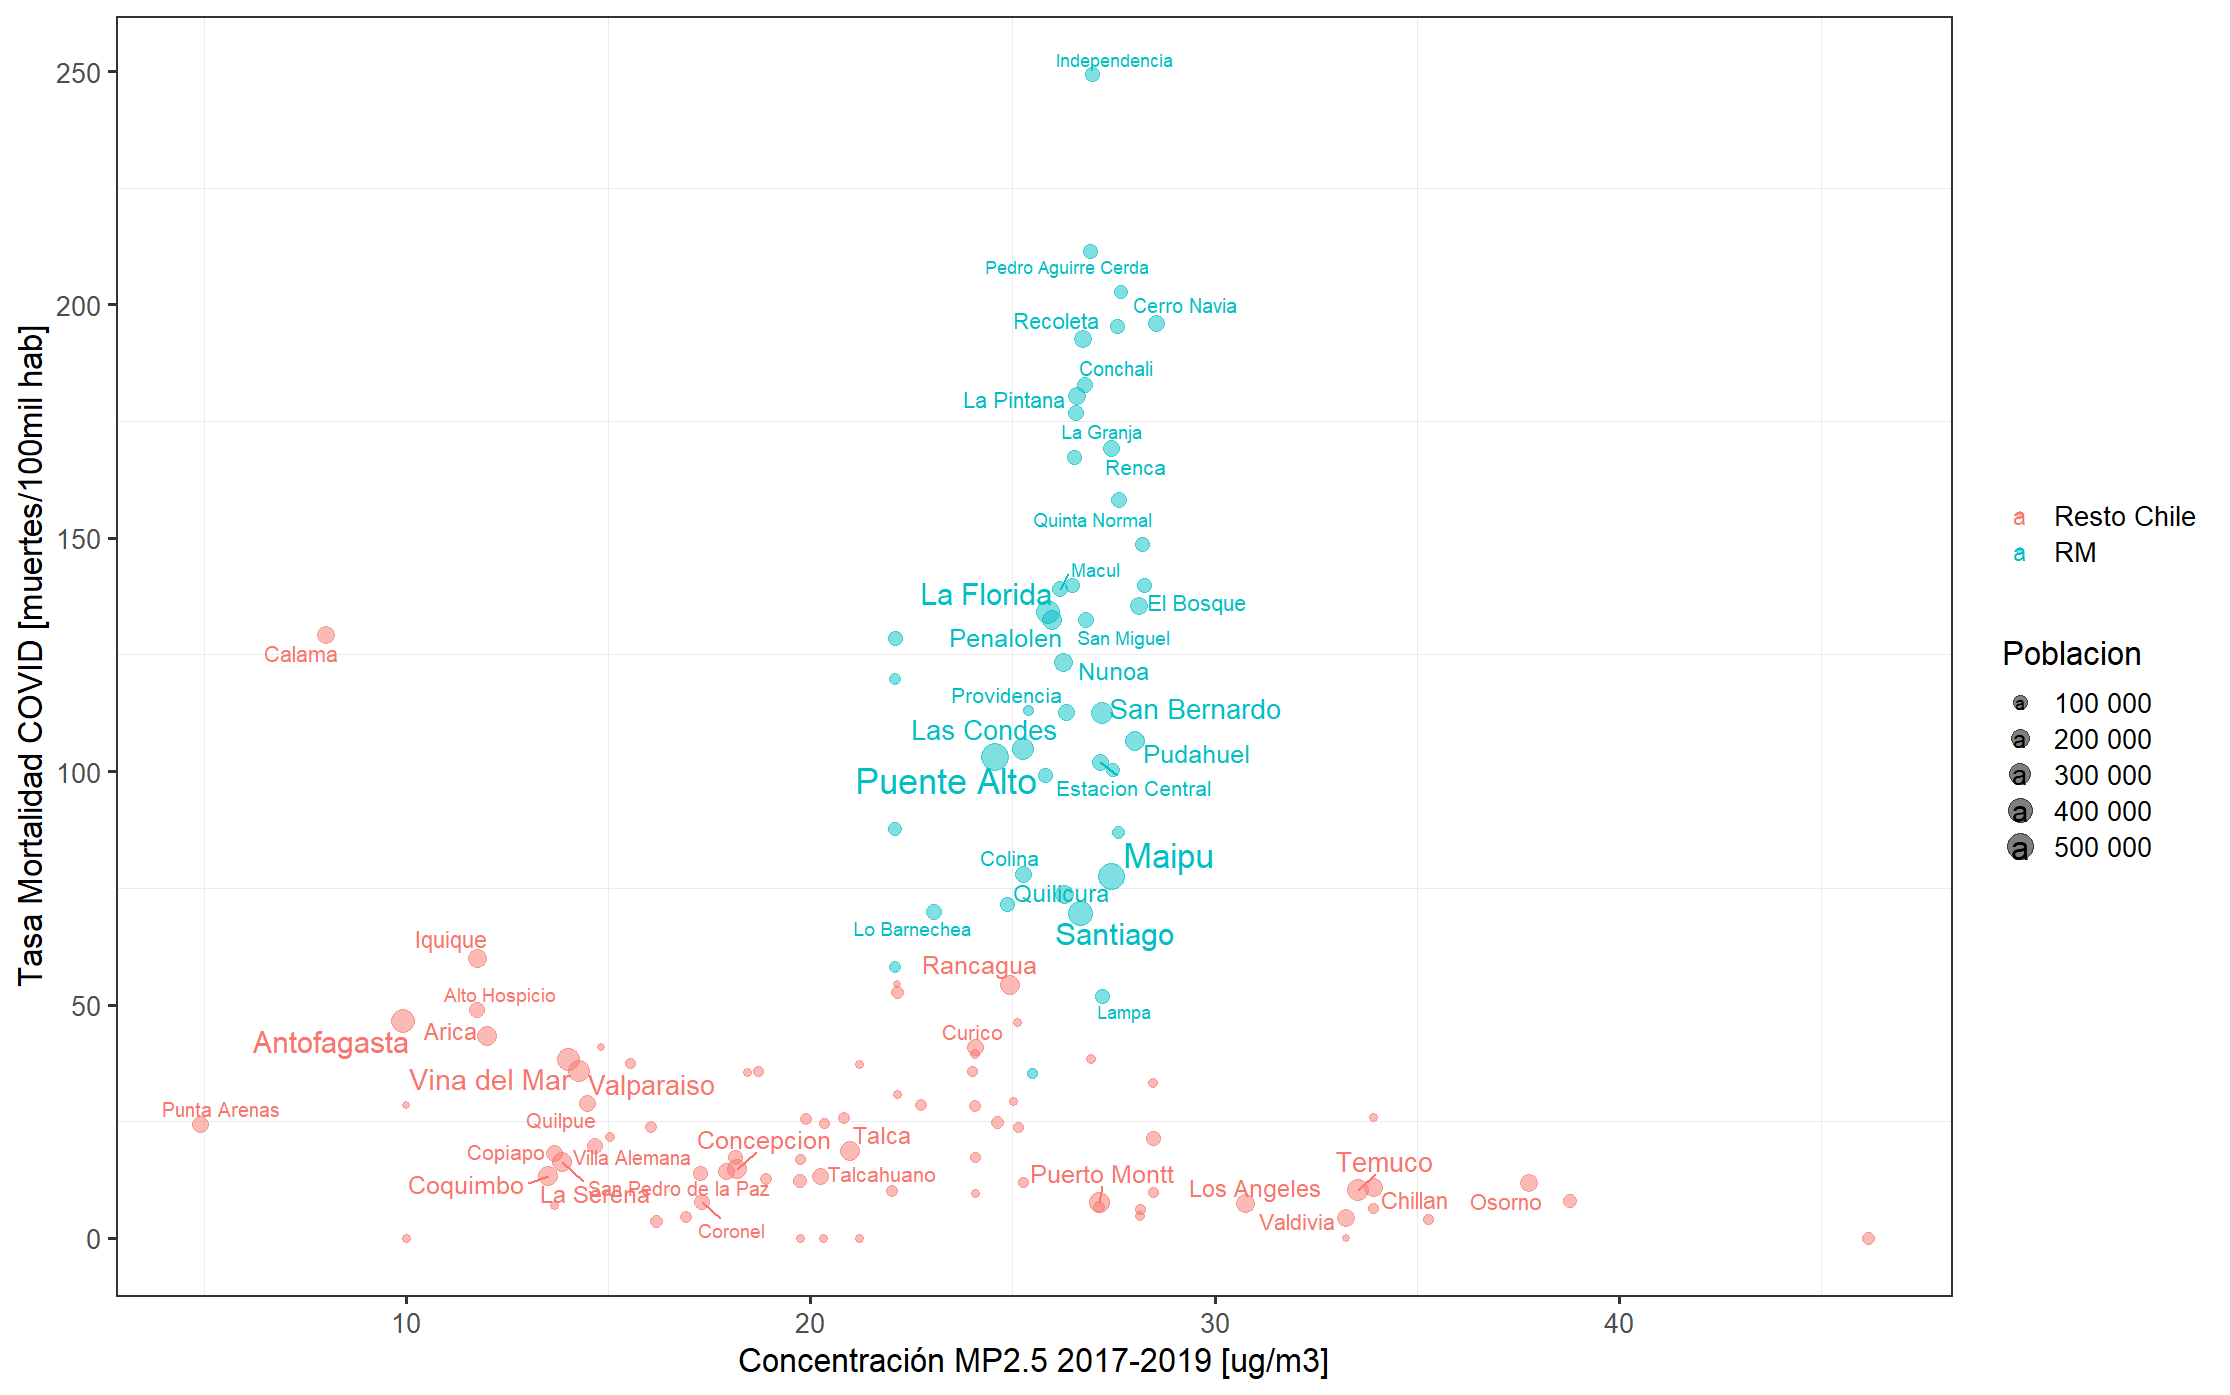 Independencia
250
Pedro Aguirre Cerda
Cerro Navia
200
Recoleta
Conchali
La Pintana
La Granja
Renca
Quinta Normal
a Resto Chile
150
a RM
Macul
La Florida
El Bosque
Penalolen
San Miguel
Calama
Poblacion
Nunoa
Providencia
a 100 000
San Bernardo
Las Condes
a 200 000
Pudahuel
100
a 300 000
Puente Alto
Estacion Central
a 400 000
a 500 000
Maipu
Colina
Quilicura
Lo Barnechea
Santiago
Iquique
Rancagua
Alto Hospicio
50
Lampa
Arica
Curico
Antofagasta
Vina del Mar
Valparaiso
Punta Arenas
Quilpue
Concepcion
Talca
Copiapo
Villa Alemana
Temuco
Talcahuano
Puerto Montt
Coquimbo
San Pedro de la Paz
Los Angeles
La Serena
Chillan
Osorno
Valdivia
Coronel
0
10
20
30
40
Concentración MP2.5 2017-2019 [ug/m3]
Tasa Mortalidad COVID [muertes/100mil hab]